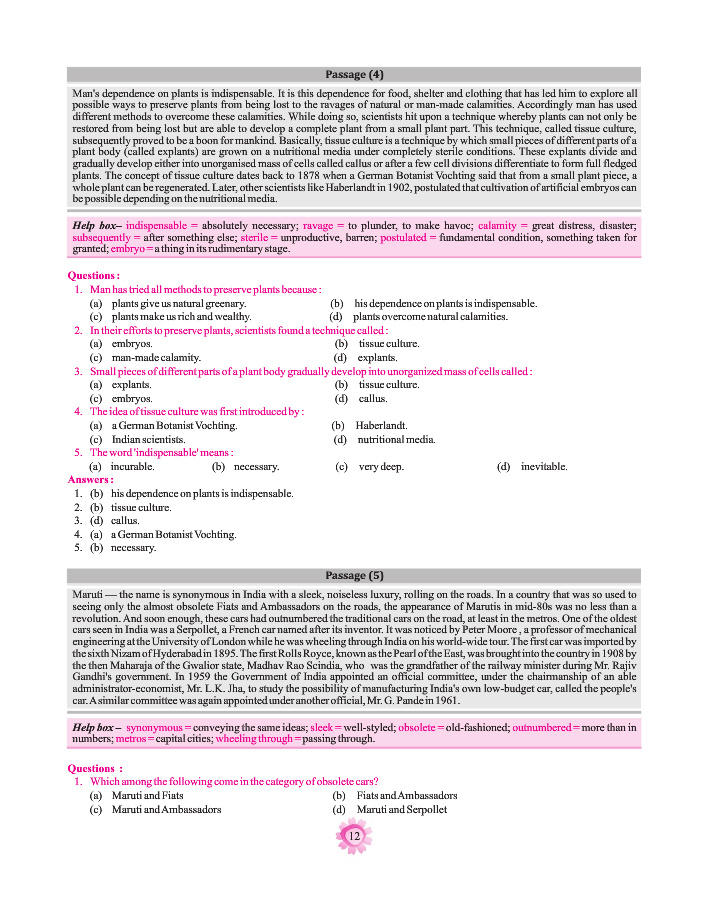 Passage (4)
Man's dependence on plants is indispensable. It is this dependence for food, shelter and clothing that has led him to explore all
possible ways to preserve plants from being lost to the ravages of natural or man-made calamities. Accordingly man has used
different methods to overcome these calamities. While doing so, scientists hit upon a technique whereby plants can not only be
restored from being lost but are able to develop a complete plant from a small plant part. This technique, called tissue culture,
subsequently proved to be a boon for mankind. Basically, tissue culture is a technique by which small pieces of different parts of a
plant body (called explants) are grown on a nutritional media under completely sterile conditions. These explants divide and
gradually develop either into unorganised mass of cells called callus or after a few cell divisions differentiate to form full fledged
plants. The concept of tissue culture dates back to 1878 when a German Botanist Vochting said that from a small plant piece, a
whole plant can be regenerated. Later, other scientists like Haberlandt in 1902, postulated that cultivation of artificial embryos can
be possible depending on the nutritional media.
Help box– indispensable = absolutely necessary; ravage = to plunder, to make havoc; calamity = great distress, disaster;
subsequently = after something else; sterile = unproductive, barren; postulated = fundamental condition, something taken for
granted; embryo = a thing in its rudimentary stage.
Questions :
1. Man has tried all methods to preserve plants because :
(a) plants give us natural greenary. (b) his dependence on plants is indispensable.
(c) plants make us rich and wealthy. (d) plants overcome natural calamities.
2. In their efforts to preserve plants, scientists found a technique called :
(a) embryos. (b) tissue culture.
(c) man-made calamity. (d) explants.
3. Small pieces of different parts of a plant body gradually develop into unorganized mass of cells called :
(a) explants. (b) tissue culture.
(c) embryos. (d) callus.
4. The idea of tissue culture was first introduced by :
(a) a German Botanist Vochting. (b) Haberlandt.
(c) Indian scientists. (d) nutritional media.
5. The word 'indispensable' means :
(a) incurable. (b) necessary. (c) very deep. (d) inevitable.
Answers :
1. (b) his dependence on plants is indispensable.
2. (b) tissue culture.
3. (d) callus.
4. (a) a German Botanist Vochting.
5. (b) necessary.
Passage (5)
Maruti — the name is synonymous in India with a sleek, noiseless luxury, rolling on the roads. In a country that was so used to
seeing only the almost obsolete Fiats and Ambassadors on the roads, the appearance of Marutis in mid-80s was no less than a
revolution. And soon enough, these cars had outnumbered the traditional cars on the road, at least in the metros. One of the oldest
cars seen in India was a Serpollet, a French car named after its inventor. It was noticed by Peter Moore , a professor of mechanical
engineering at the University of London while he was wheeling through India on his world-wide tour. The first car was imported by
the sixth Nizam of Hyderabad in 1895. The first Rolls Royce, known as the Pearl of the East, was brought into the country in 1908 by
the then Maharaja of the Gwalior state, Madhav Rao Scindia, who was the grandfather of the railway minister during Mr. Rajiv
Gandhi's government. In 1959 the Government of India appointed an official committee, under the chairmanship of an able
administrator-economist, Mr. L.K. Jha, to study the possibility of manufacturing India's own low-budget car, called the people's
car. A similar committee was again appointed under another official, Mr. G. Pande in 1961.
Help box – synonymous = conveying the same ideas; sleek = well-styled; obsolete = old-fashioned; outnumbered = more than in
numbers; metros = capital cities; wheeling through = passing through.
Questions :
1. Which among the following come in the category of obsolete cars?
(a) Maruti and Fiats (b) Fiats and Ambassadors
(c) Maruti and Ambassadors (d) Maruti and Serpollet
12